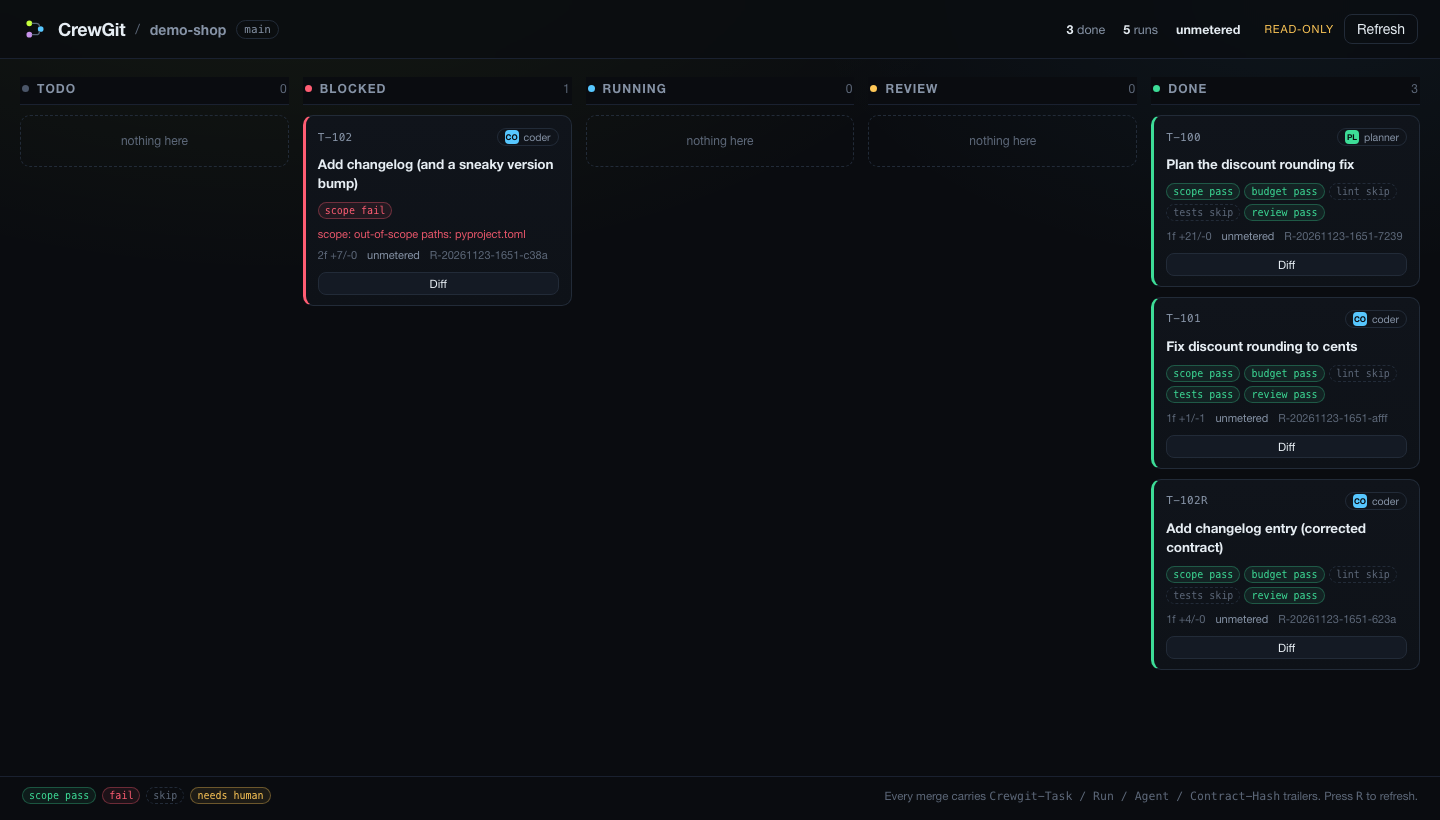 CrewGit / demo-shop main
3 done 5 runs unmetered READ-ONLY Refresh
TODO 0
nothing here
BLOCKED 1
T-102 CO coder
Add changelog (and a sneaky version
bump)
scope fail
scope: out-of-scope paths: pyproject.toml
2f +7/-0 unmetered R-20261123-1651-c38a
Diff
RUNNING 0
nothing here
REVIEW 0
nothing here
DONE 3
T-100 PL planner
Plan the discount rounding fix
scope pass budget pass lint skip
tests skip review pass
1f +21/-0 unmetered R-20261123-1651-7239
Diff
T-101 CO coder
Fix discount rounding to cents
scope pass budget pass lint skip
tests pass review pass
1f +1/-1 unmetered R-20261123-1651-afff
Diff
T-102R CO coder
Add changelog entry (corrected
contract)
scope pass budget pass lint skip
tests skip review pass
1f +4/-0 unmetered R-20261123-1651-623a
Diff
scope pass fail skip needs human
Every merge carries Crewgit-Task / Run / Agent / Contract-Hash trailers. Press R to refresh.